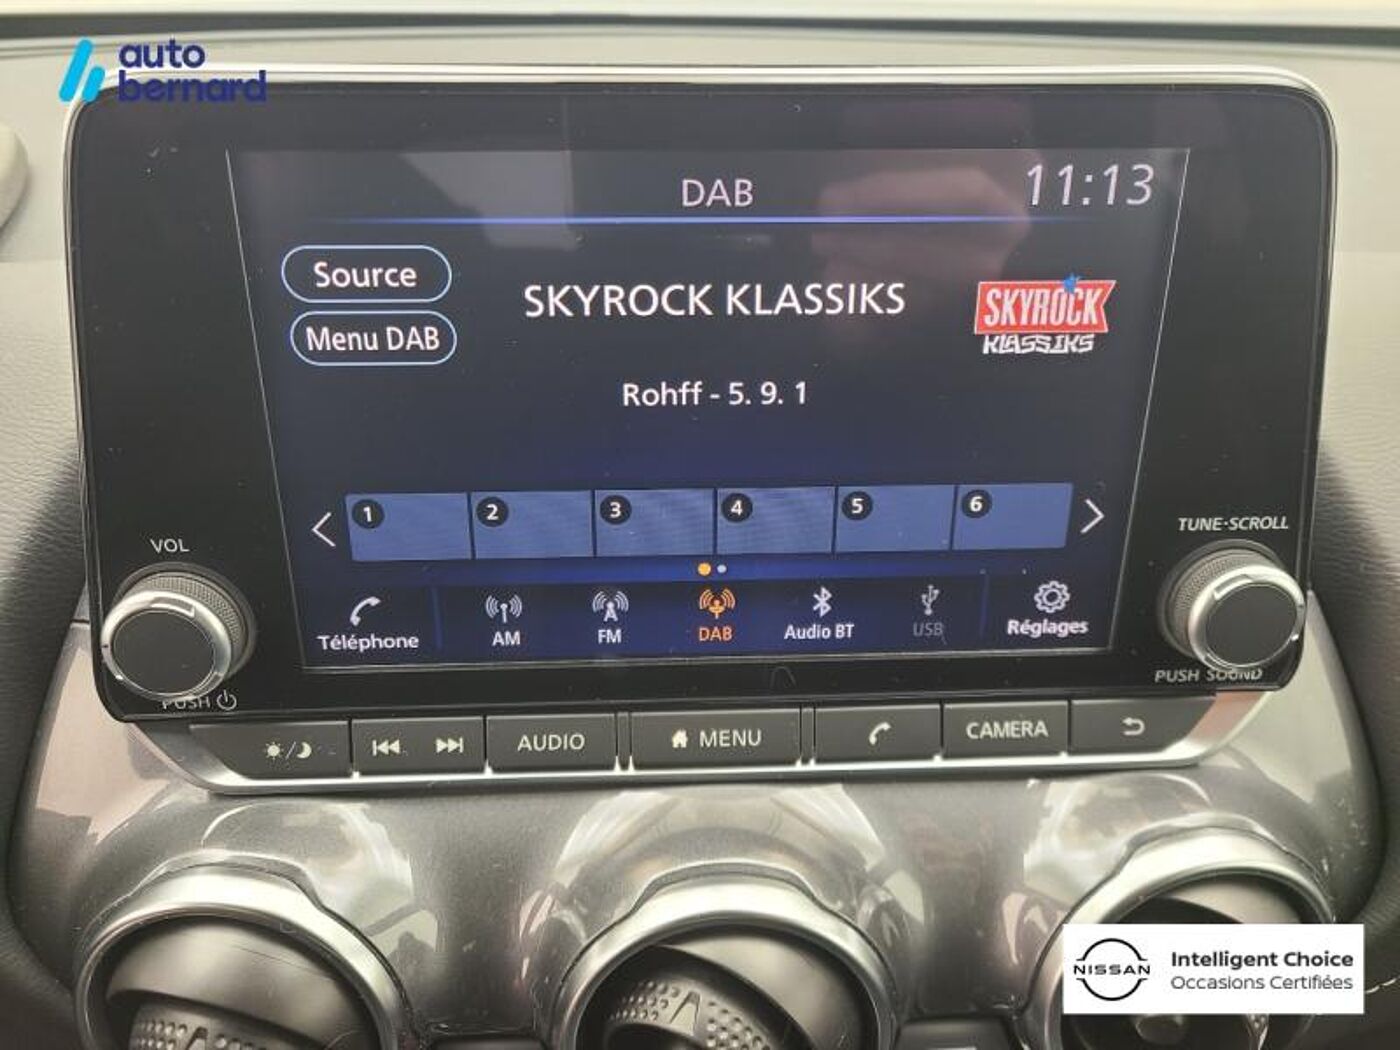 auto
bernard
DAB
11:13
Source
SKYROCK KLASSIKS
SKYROCK
KLASSIKS
Menu DAB
Rohff - 5. 9. 1
1
2
3
4
5
6
VOL
TUNE·SCROLL
Téléphone
AM
FM
DAB
Audio BT
USB
Réglages
PUSH
PUSH SOUND
AUDIO
MENU
CAMERA
NISSAN
Intelligent Choice
Occasions Certifiées